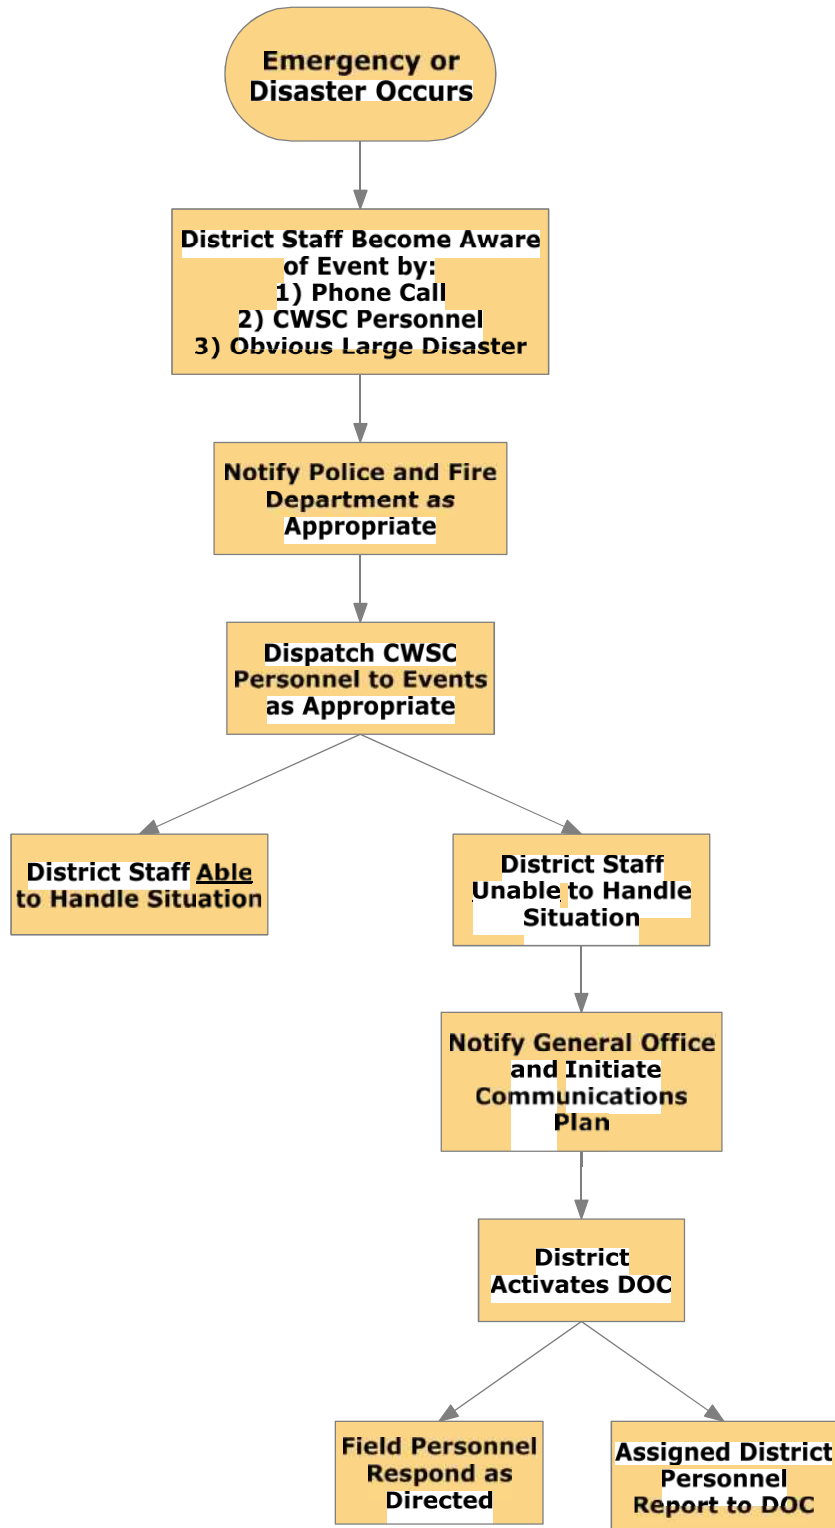 Emergency or
Disaster Occurs
District Staff Become Aware
of Event by:
1) Phone Call
2) CWSC Personnel
3) Obvious Large Disaster
Notify Police and Fire
Department as
Appropriate
Dispatch CWSC
Personnel to Events
as Appropriate
District Staff Able
to Handle Situation
District Staff
Unable to Handle
Situation
Notify General Office
and Initiate
Communications
Plan
District
Activates DOC
Field Personnel
Respond as
Directed
Assigned District
Personnel
Report to DOC